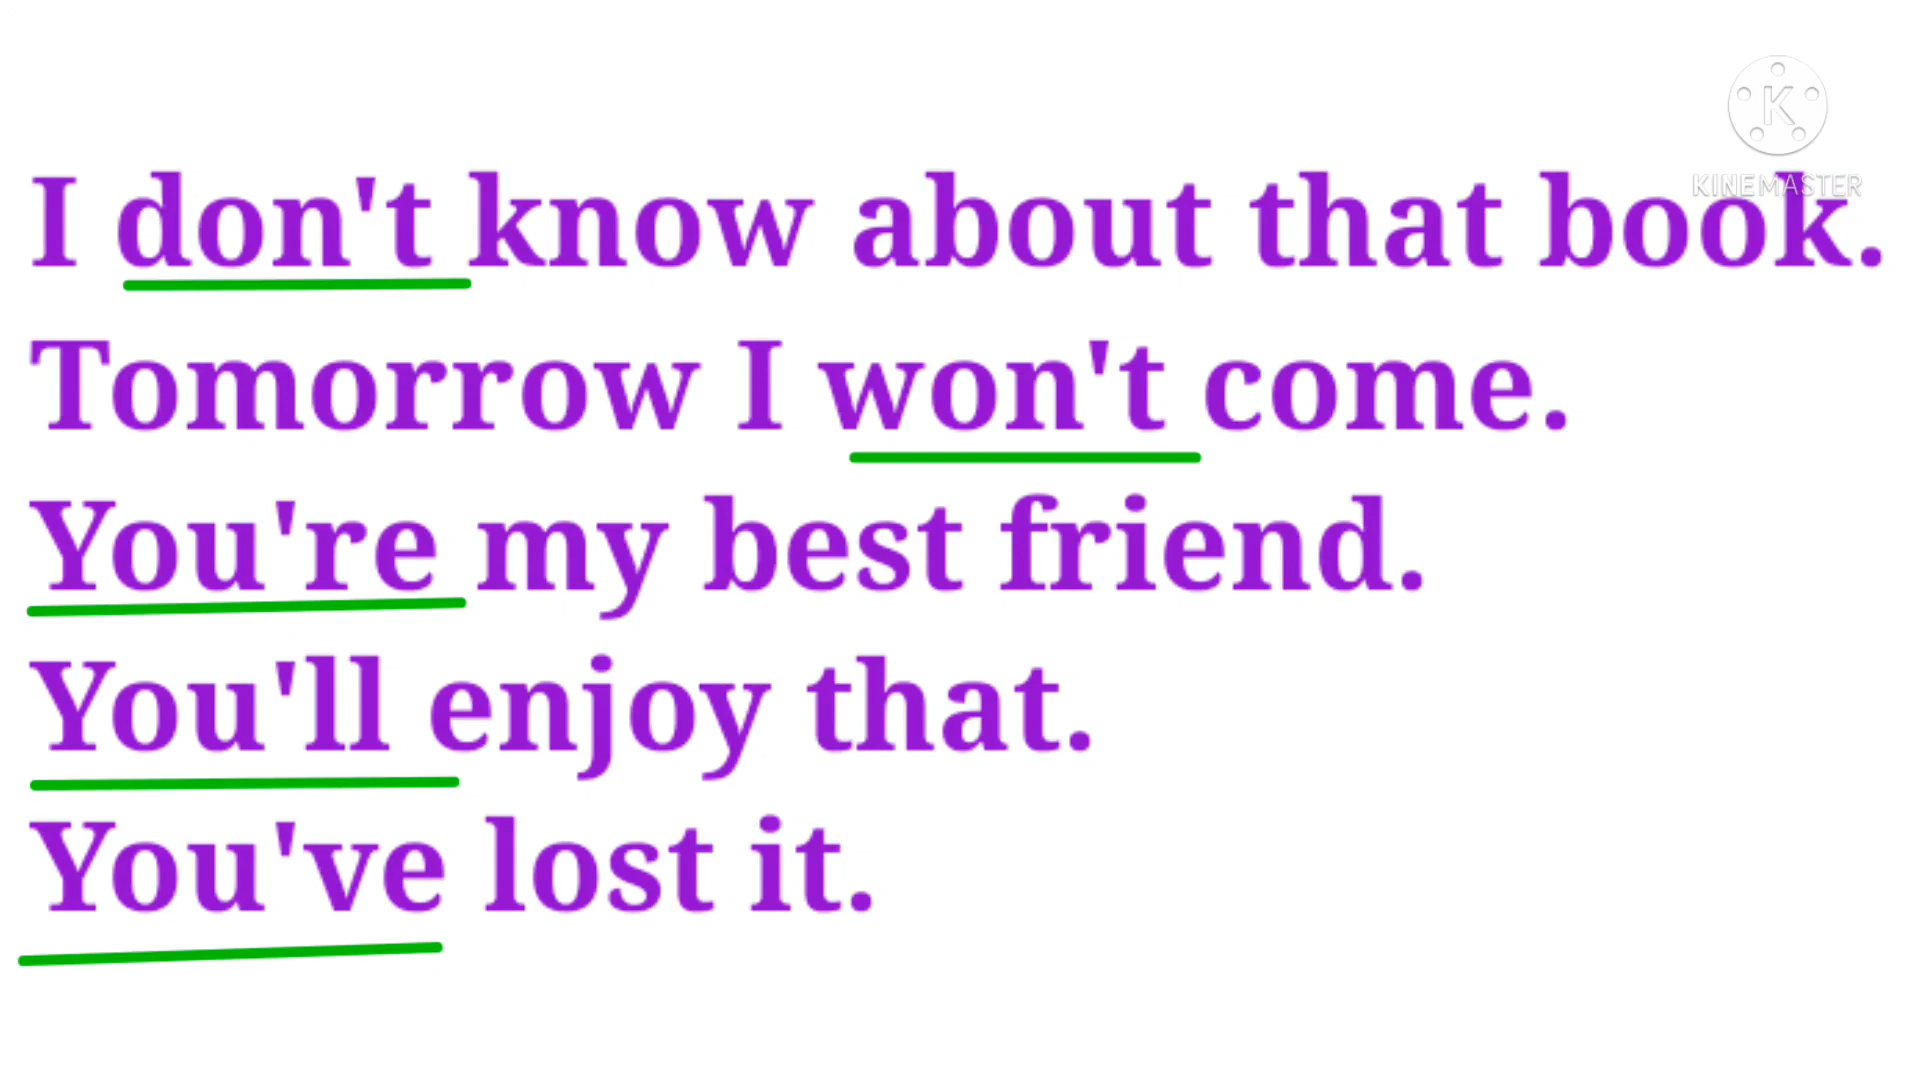 KINEMASTER
I don't know about that book.
Tomorrow I won't come.
You're my best friend.
You'll enjoy that.
You've lost it.